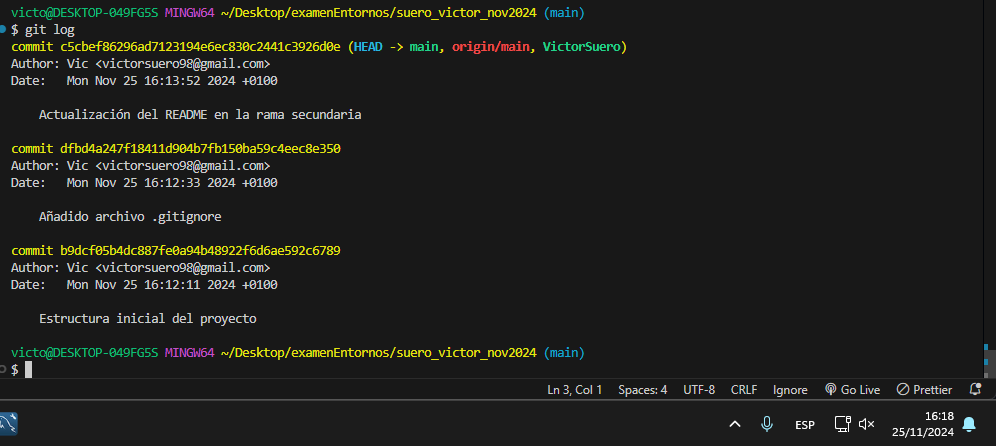 victo@DESKTOP-049FG5S MINGW64 ~/Desktop/examenEntornos/suero_victor_nov2024 (main)
$ git log
commit c5cbef86296ad7123194e6ec830c2441c3926d0e (HEAD -> main, origin/main, VictorSuero)
Author: Vic <victorsuero98@gmail.com>
Date:   Mon Nov 25 16:13:52 2024 +0100

    Actualización del README en la rama secundaria

commit dfbd4a247f18411d904b7fb150ba59c4eec8e350
Author: Vic <victorsuero98@gmail.com>
Date:   Mon Nov 25 16:12:33 2024 +0100

    Añadido archivo .gitignore

commit b9dcf05b4dc887fe0a94b48922f6d6ae592c6789
Author: Vic <victorsuero98@gmail.com>
Date:   Mon Nov 25 16:12:11 2024 +0100

    Estructura inicial del proyecto

victo@DESKTOP-049FG5S MINGW64 ~/Desktop/examenEntornos/suero_victor_nov2024 (main)
$
Ln 3, Col 1 Spaces: 4 UTF-8 CRLF Ignore Go Live Prettier
ESP
16:18
25/11/2024